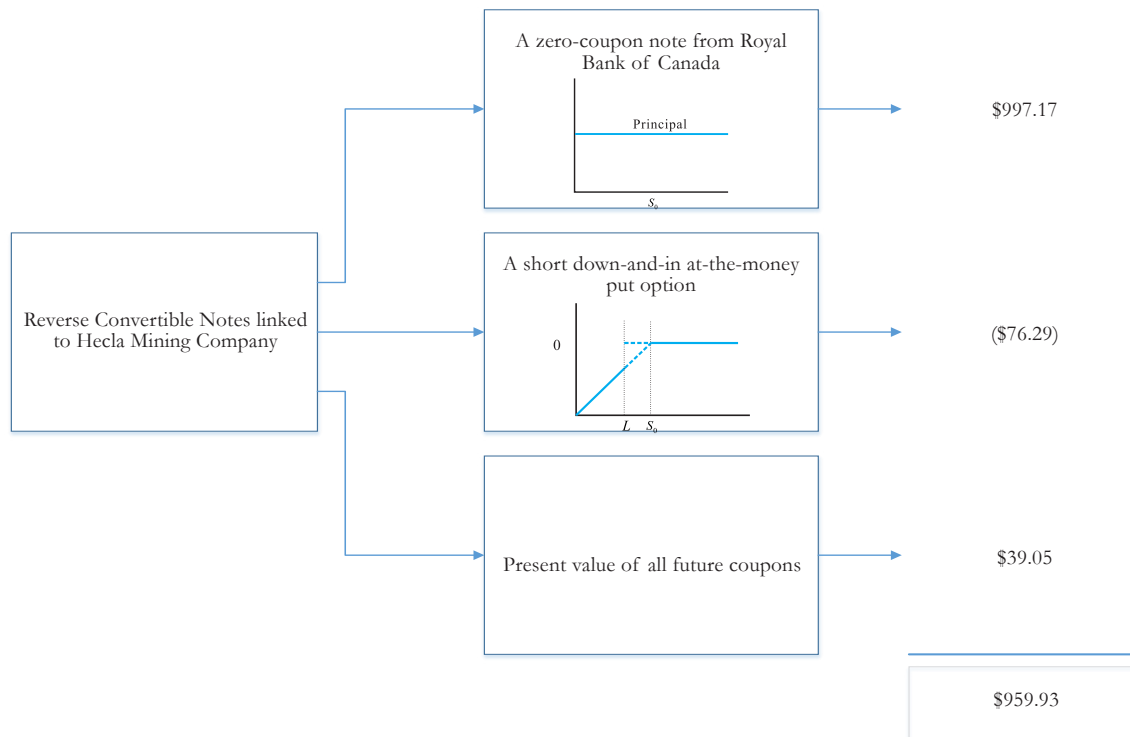 A zero-coupon note from Royal
Bank of Canada
Principal
S₀
$997.17
Reverse Convertible Notes linked
to Hecla Mining Company
A short down-and-in at-the-money
put option
0
L S₀
($76.29)
Present value of all future coupons
$39.05
$959.93